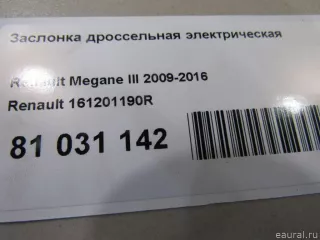 Заслонка дроссельная электрическая
Renault Megane III 2009-2016
Renault 161201190R
81 031 142
eaural.ru